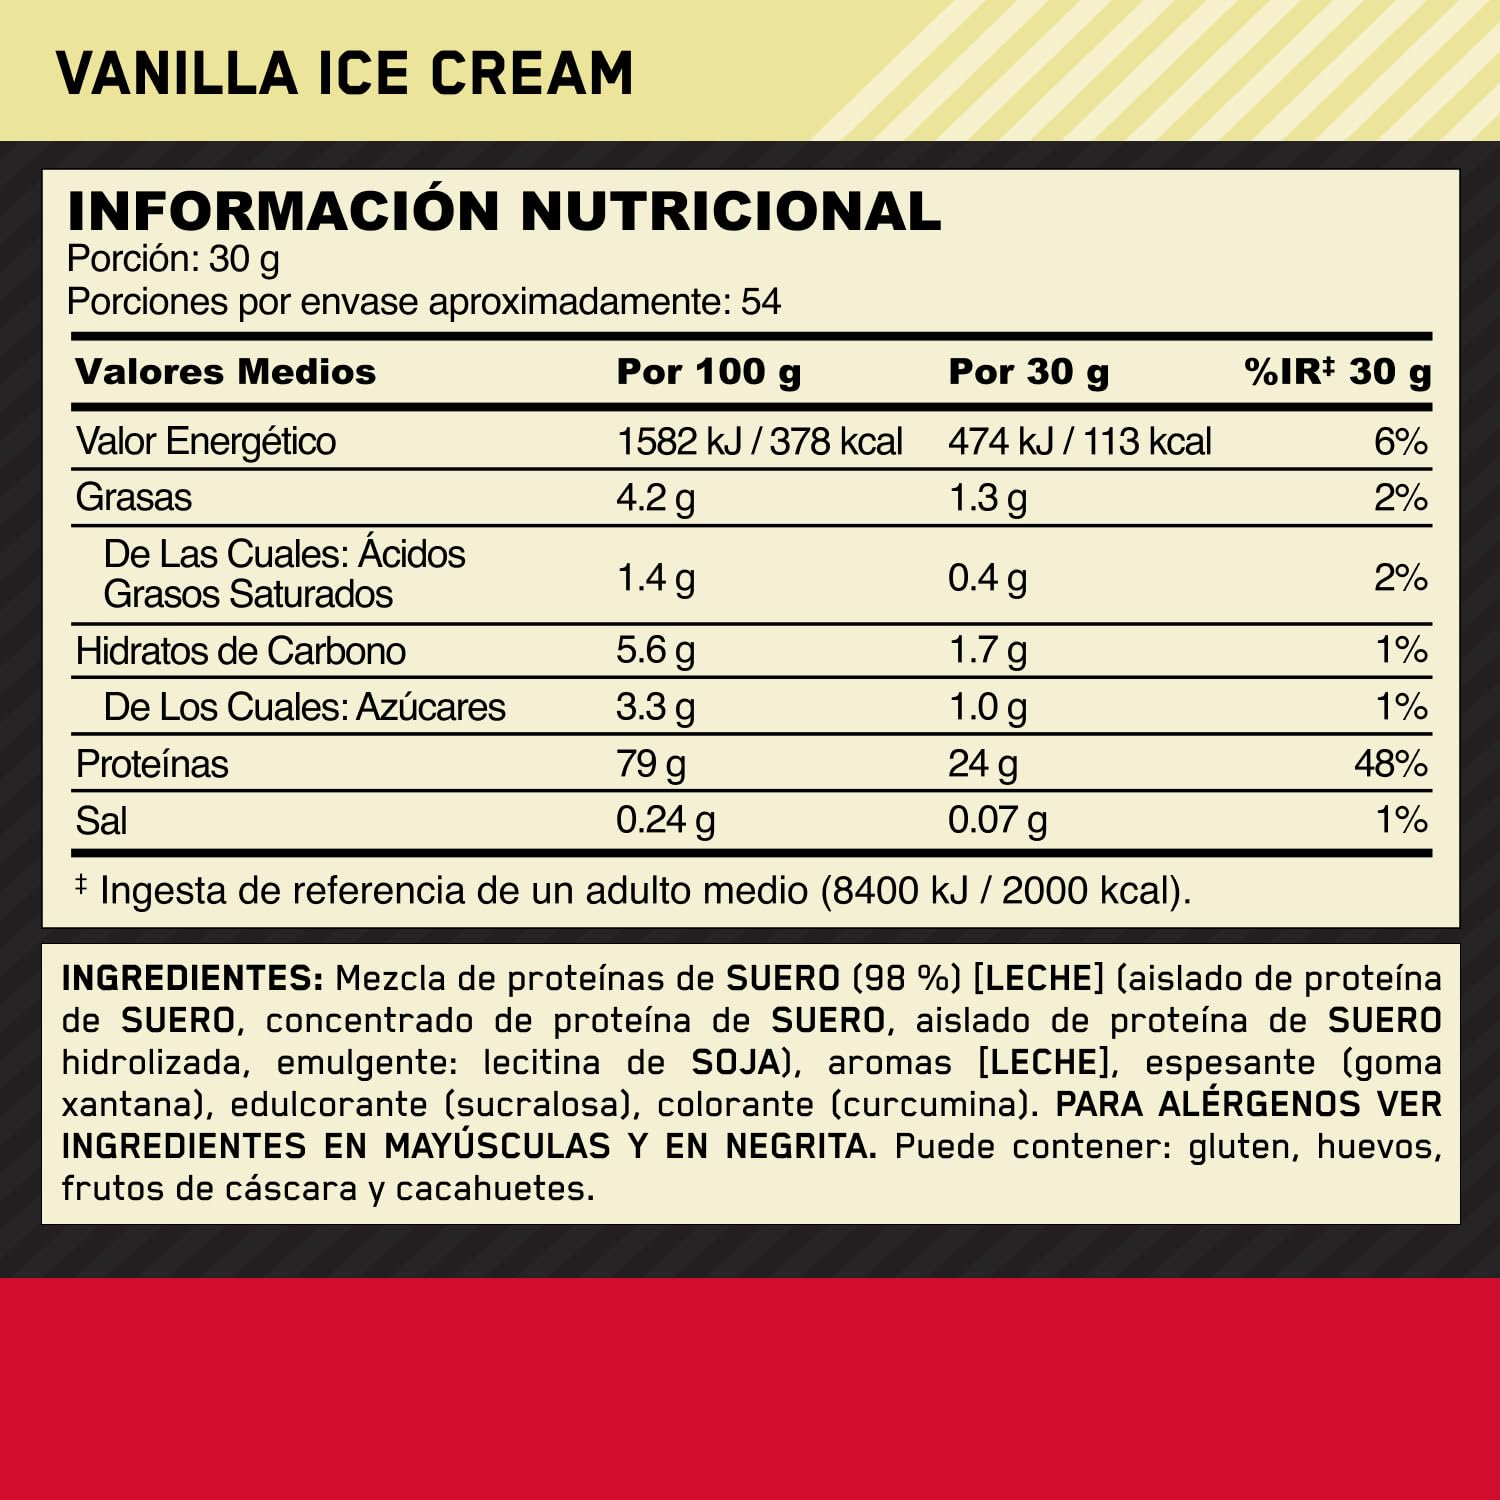 VANILLA ICE CREAM
INFORMACIÓN NUTRICIONAL
Porción: 30 g
Porciones por envase aproximadamente: 54
Valores Medios Por 100 g Por 30 g %IR‡ 30 g
Valor Energético 1582 kJ / 378 kcal 474 kJ / 113 kcal 6%
Grasas 4.2 g 1.3 g 2%
De Las Cuales: Ácidos
Grasos Saturados 1.4 g 0.4 g 2%
Hidratos de Carbono 5.6 g 1.7 g 1%
De Los Cuales: Azúcares 3.3 g 1.0 g 1%
Proteínas 79 g 24 g 48%
Sal 0.24 g 0.07 g 1%
‡ Ingesta de referencia de un adulto medio (8400 kJ / 2000 kcal).
INGREDIENTES: Mezcla de proteínas de SUERO (98 %) [LECHE] (aislado de proteína
de SUERO, concentrado de proteína de SUERO, aislado de proteína de SUERO
hidrolizada, emulgente: lecitina de SOJA), aromas [LECHE], espesante (goma
xantana), edulcorante (sucralosa), colorante (curcumina). PARA ALÉRGENOS VER
INGREDIENTES EN MAYÚSCULAS Y EN NEGRITA. Puede contener: gluten, huevos,
frutos de cáscara y cacahuetes.